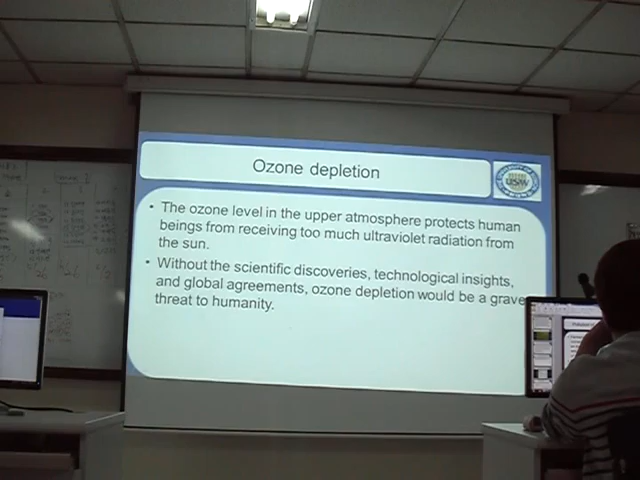 Ozone depletion
• The ozone level in the upper atmosphere protects human
beings from receiving too much ultraviolet radiation from
the sun.
• Without the scientific discoveries, technological insights,
and global agreements, ozone depletion would be a grave
threat to humanity.